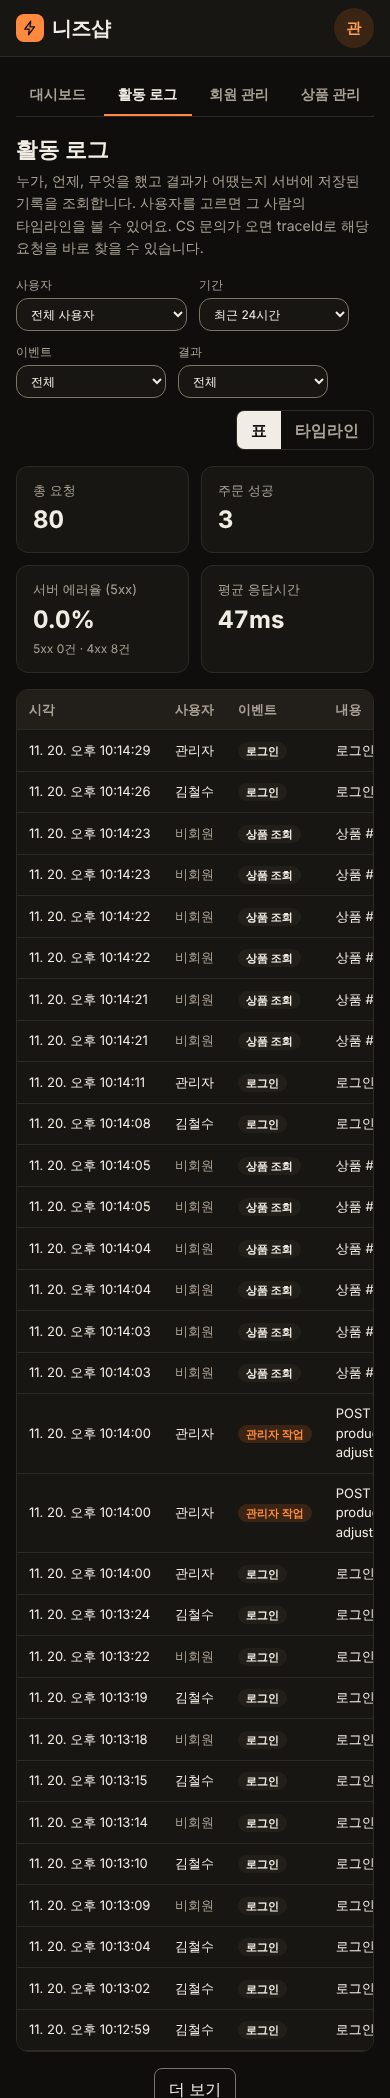 니즈샵
관
대시보드 활동 로그 회원 관리 상품 관리
활동 로그
누가, 언제, 무엇을 했고 결과가 어땠는지 서버에 저장된
기록을 조회합니다. 사용자를 고르면 그 사람의
타임라인을 볼 수 있어요. CS 문의가 오면 traceId로 해당
요청을 바로 찾을 수 있습니다.
사용자 기간
전체 사용자 최근 24시간
이벤트 결과
전체 전체
표 타임라인
총 요청 주문 성공
80 3
서버 에러율 (5xx) 평균 응답시간
0.0% 47ms
5xx 0건 · 4xx 8건
시각 사용자 이벤트 내용
11. 20. 오후 10:14:29 관리자 로그인 로그인
11. 20. 오후 10:14:26 김철수 로그인 로그인
11. 20. 오후 10:14:23 비회원 상품 조회 상품 #
11. 20. 오후 10:14:23 비회원 상품 조회 상품 #
11. 20. 오후 10:14:22 비회원 상품 조회 상품 #
11. 20. 오후 10:14:22 비회원 상품 조회 상품 #
11. 20. 오후 10:14:21 비회원 상품 조회 상품 #
11. 20. 오후 10:14:21 비회원 상품 조회 상품 #
11. 20. 오후 10:14:11 관리자 로그인 로그인
11. 20. 오후 10:14:08 김철수 로그인 로그인
11. 20. 오후 10:14:05 비회원 상품 조회 상품 #
11. 20. 오후 10:14:05 비회원 상품 조회 상품 #
11. 20. 오후 10:14:04 비회원 상품 조회 상품 #
11. 20. 오후 10:14:04 비회원 상품 조회 상품 #
11. 20. 오후 10:14:03 비회원 상품 조회 상품 #
11. 20. 오후 10:14:03 비회원 상품 조회 상품 #
POST
11. 20. 오후 10:14:00 관리자 관리자 작업 produ
adjust
POST
11. 20. 오후 10:14:00 관리자 관리자 작업 produ
adjust
11. 20. 오후 10:14:00 관리자 로그인 로그인
11. 20. 오후 10:13:24 김철수 로그인 로그인
11. 20. 오후 10:13:22 비회원 로그인 로그인
11. 20. 오후 10:13:19 김철수 로그인 로그인
11. 20. 오후 10:13:18 비회원 로그인 로그인
11. 20. 오후 10:13:15 김철수 로그인 로그인
11. 20. 오후 10:13:14 비회원 로그인 로그인
11. 20. 오후 10:13:10 김철수 로그인 로그인
11. 20. 오후 10:13:09 비회원 로그인 로그인
11. 20. 오후 10:13:04 김철수 로그인 로그인
11. 20. 오후 10:13:02 김철수 로그인 로그인
11. 20. 오후 10:12:59 김철수 로그인 로그인
더 보기